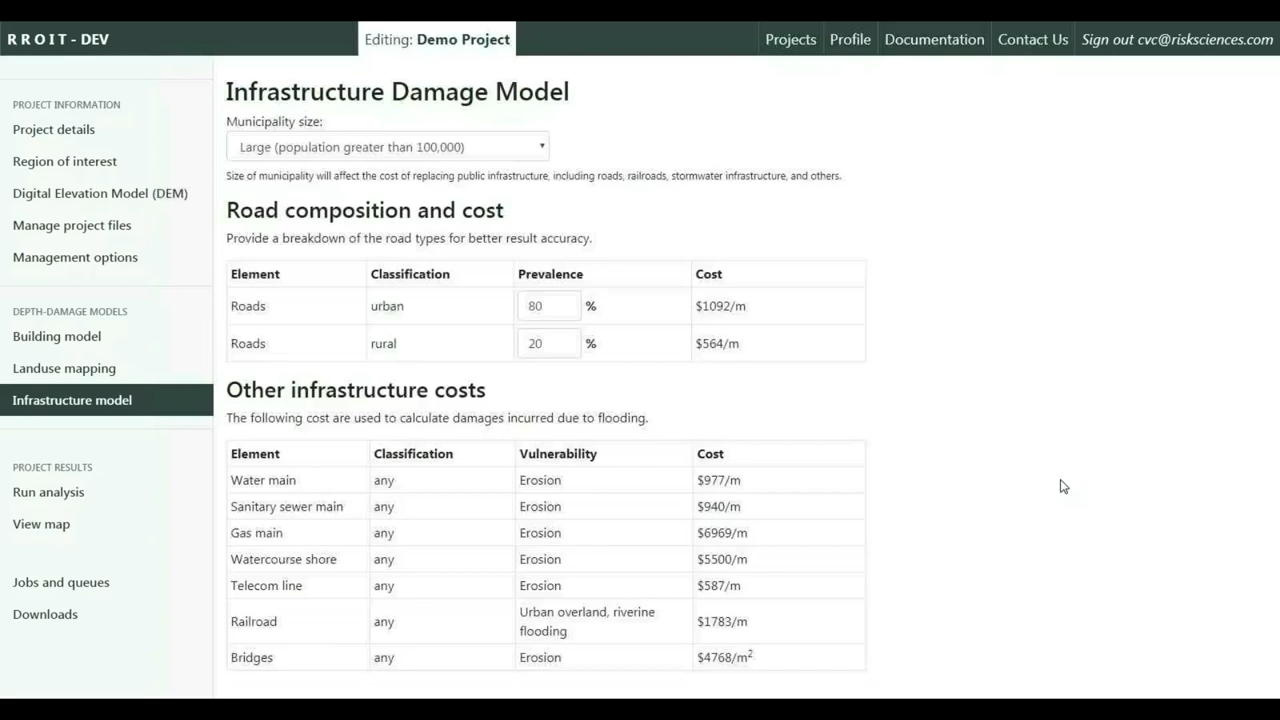 R R O I T - DEV
Editing: Demo Project
Projects Profile Documentation Contact Us Sign out cvc@risksciences.com
PROJECT INFORMATION
Project details
Region of interest
Digital Elevation Model (DEM)
Manage project files
Management options
DEPTH-DAMAGE MODELS
Building model
Landuse mapping
Infrastructure model
PROJECT RESULTS
Run analysis
View map
Jobs and queues
Downloads
Infrastructure Damage Model
Municipality size:
Large (population greater than 100,000)
Size of municipality will affect the cost of replacing public infrastructure, including roads, railroads, stormwater infrastructure, and others.
Road composition and cost
Provide a breakdown of the road types for better result accuracy.
Element Classification Prevalence Cost
Roads urban 80 % $1092/m
Roads rural 20 % $564/m
Other infrastructure costs
The following cost are used to calculate damages incurred due to flooding.
Element Classification Vulnerability Cost
Water main any Erosion $977/m
Sanitary sewer main any Erosion $940/m
Gas main any Erosion $6969/m
Watercourse shore any Erosion $5500/m
Telecom line any Erosion $587/m
Railroad any Urban overland, riverine flooding $1783/m
Bridges any Erosion $4768/m²